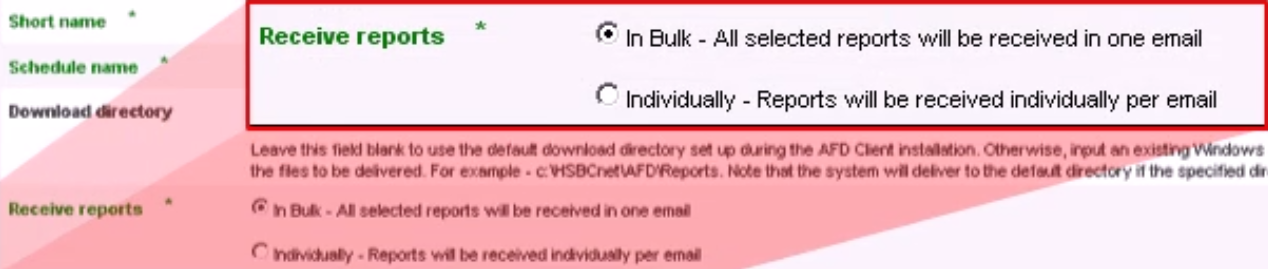 Short name *
Receive reports * In Bulk - All selected reports will be received in one email
Schedule name *
Individually - Reports will be received individually per email
Download directory
Leave this field blank to use the default download directory set up during the AFD Client installation. Otherwise, input an existing Windows
the files to be delivered. For example - c:\HSBCnet\AFD\Reports. Note that the system will deliver to the default directory if the specified dir
Receive reports * In Bulk - All selected reports will be received in one email
Individually - Reports will be received individually per email